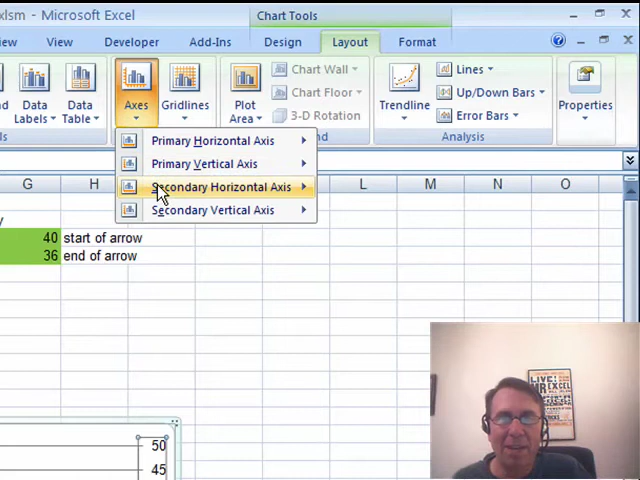 xlsm - Microsoft Excel
Chart Tools
View
Developer
Add-Ins
Design
Layout
Format
Data Labels
Data Table
Axes
Gridlines
Plot Area
Chart Wall
Chart Floor
3-D Rotation
Trendline
Lines
Up/Down Bars
Error Bars
Analysis
Properties
Primary Horizontal Axis
Primary Vertical Axis
Secondary Horizontal Axis
Secondary Vertical Axis
G H L M N O
40 start of arrow
36 end of arrow
50
45
LIVE!
MR EXCEL